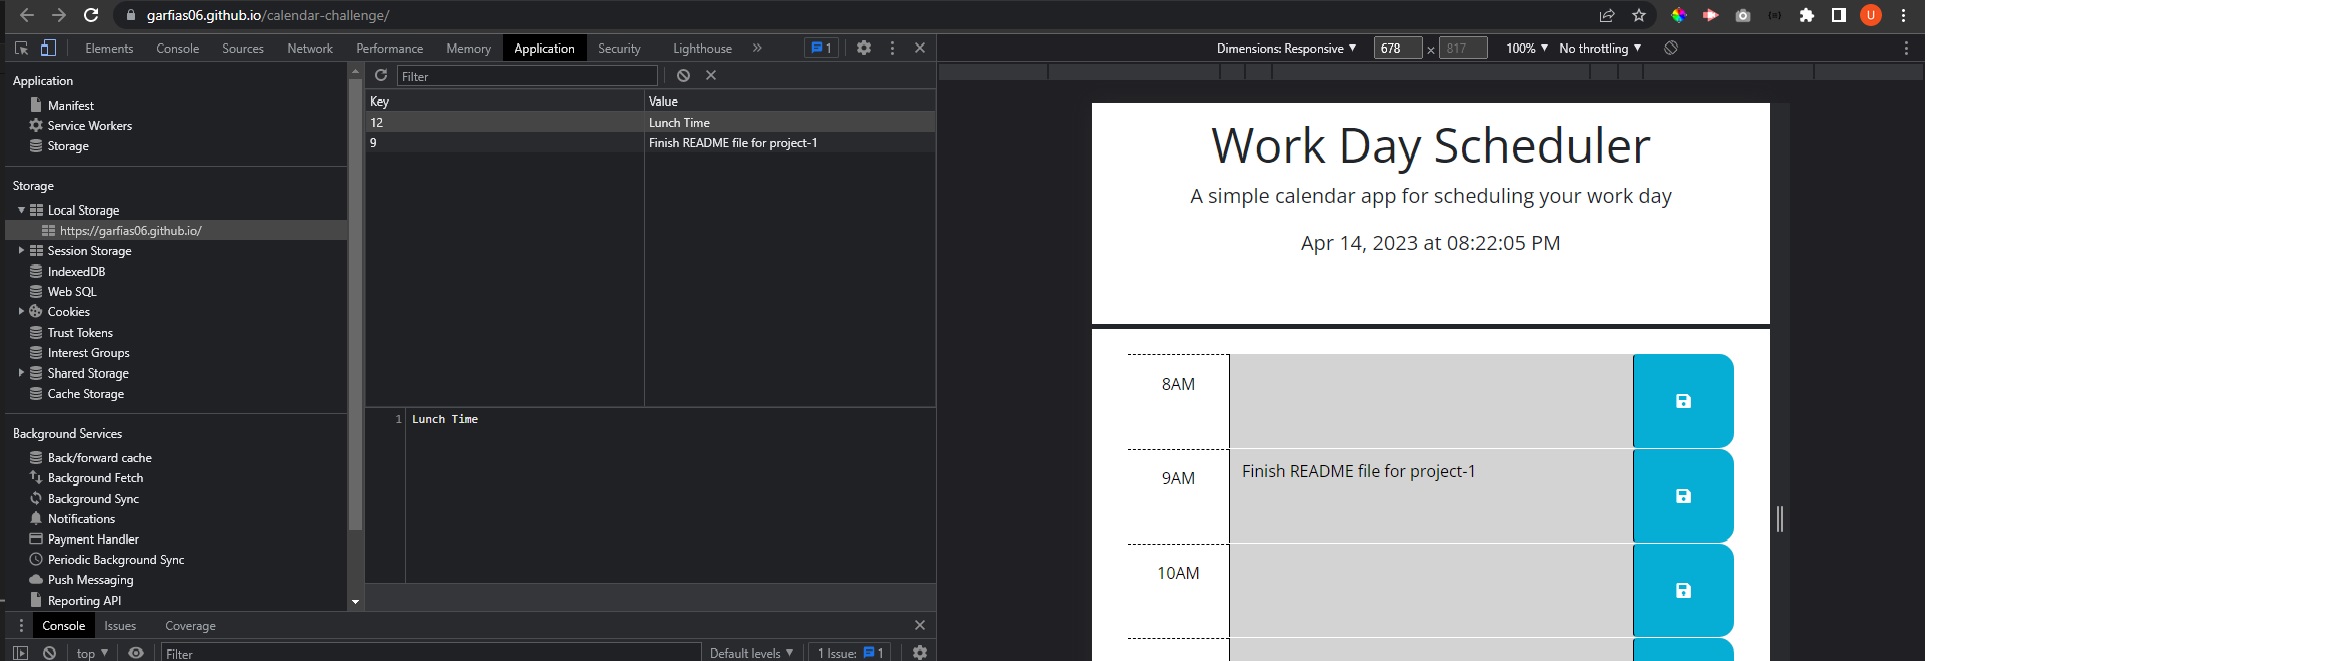 garfias06.github.io/calendar-challenge/
U
Elements Console Sources Network Performance Memory Application Security Lighthouse » 1
Dimensions: Responsive ▼ 678 × 817 100% ▼ No throttling ▼
Application
Manifest
Service Workers
Storage
Storage
Local Storage
https://garfias06.github.io/
Session Storage
IndexedDB
Web SQL
Cookies
Trust Tokens
Interest Groups
Shared Storage
Cache Storage
Background Services
Back/forward cache
Background Fetch
Background Sync
Notifications
Payment Handler
Periodic Background Sync
Push Messaging
Reporting API
Filter
Key Value
12 Lunch Time
9 Finish README file for project-1
1 Lunch Time
Console Issues Coverage
top ▼ Filter Default levels ▼ 1 Issue: 1
Work Day Scheduler
A simple calendar app for scheduling your work day
Apr 14, 2023 at 08:22:05 PM
8AM
9AM Finish README file for project-1
10AM